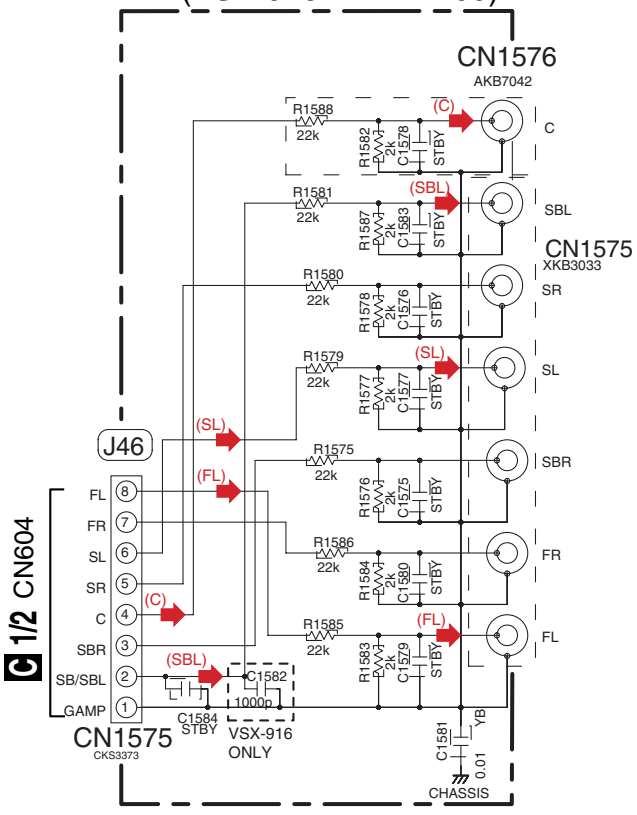 CN1576
AKB7042
R1588
22k
R1582
2k
C1578
STBY
(C)
C
R1581
22k
R1587
2k
C1583
STBY
(SBL)
SBL
CN1575
XKB3033
R1580
22k
R1578
2k
C1576
STBY
SR
R1579
22k
R1577
2k
C1577
STBY
(SL)
SL
(SL)
J46
R1575
22k
R1576
2k
C1575
STBY
SBR
C 1/2 CN604
FL 8
(FL)
FR 7
SL 6
SR 5
C 4
(C)
SBR 3
SB/SBL 2
(SBL)
GAMP 1
CN1575
CKS3373
R1586
22k
R1584
2k
C1580
STBY
FR
R1585
22k
R1583
2k
C1579
STBY
(FL)
FL
C1584
STBY
C1582
1000p
VSX-916
ONLY
C1581
YB
0.01
CHASSIS